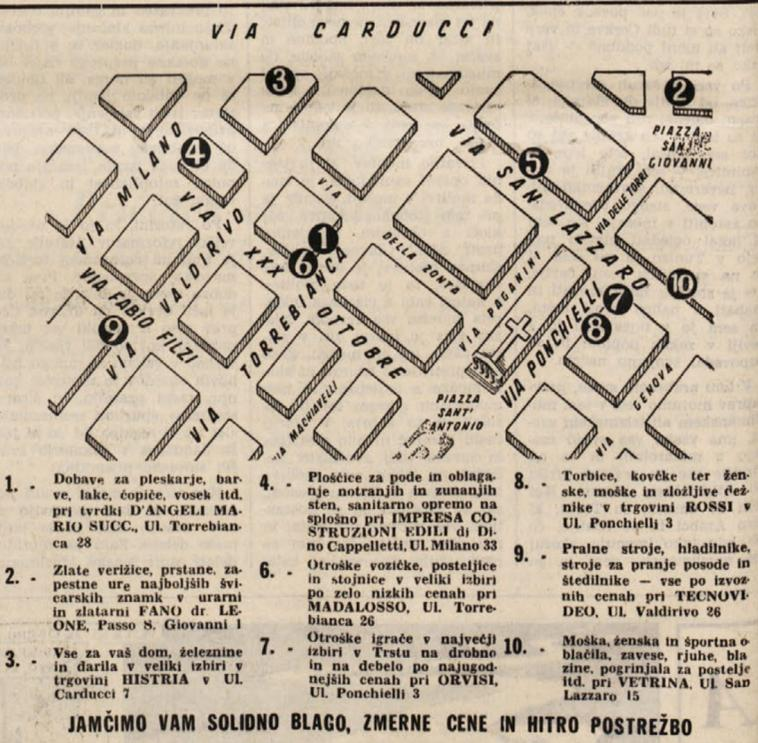 VIA CARDUCCI
3
2
PIAZZA
SAN
GIOVANNI
4
VIA MILANO
VIA
VALDIRIVO
VIA
5
VIA SAN LAZZARO
VIA DELLE TORRI
XXX
OTTOBRE
1
6
TORREBIANCA
DELLA ZONTA
VIA PAGANINI
10
7
8
VIA PONCHIELLI
VIA FABIO FILZI
9
VIA
VIA
VIA MACHIAVELLI
PIAZZA
SANT'
ANTONIO
GENOVA
VIA
1. - Dobave za pleskarje, bar-
ve, lake, čopiče, vosek itd.
pri tvrdki D'ANGELI MA-
RIO SUCC., Ul. Torrebian-
ca 28
2. - Zlate verižice, prstane, za-
pestne ure najboljših švi-
carskih znamk v urarni
in zlatarni FANO dr. LE-
ONE, Passo S. Giovanni 1
3. - Vse za vaš dom, železnine
in darila v veliki izbiri v
trgovini HISTRIA v Ul.
Carducci 7
4. - Ploščice za pode in oblaga-
nje notranjih in zunanjih
sten, sanitarno opremo na
splošno pri IMPRESA CO-
STRUZIONI EDILI di Di-
no Cappelletti, Ul. Milano 33
6. - Otroške vozičke, posteljice
in stojnice v veliki izbiri
po zelo nizkih cenah pri
MADALOSSO, Ul. Torre-
bianca 26
7. - Otroške igrače v največji
izbiri v Trstu na drobno
in na debelo po najugod-
nejših cenah pri ORVISI,
Ul. Ponchielli 3
8. - Torbice, kovčke ter žen-
ske, moške in zložljive dež-
nike v trgovini ROSSI v
Ul. Ponchielli 3
9. - Pralne stroje, hladilnike,
stroje za pranje posode in
štedilnike — vse po izvoz-
nih cenah pri TECNOVI-
DEO, Ul. Valdirivo 26
10. - Moška, ženska in športna o-
blačila, zavese, rjuhe, bla
zine, pogrinjala za postelje
itd. pri VETRINA, Ul. San
Lazzaro 15
JAMČIMO VAM SOLIDNO BLAGO, ZMERNE CENE IN HITRO POSTREŽBO